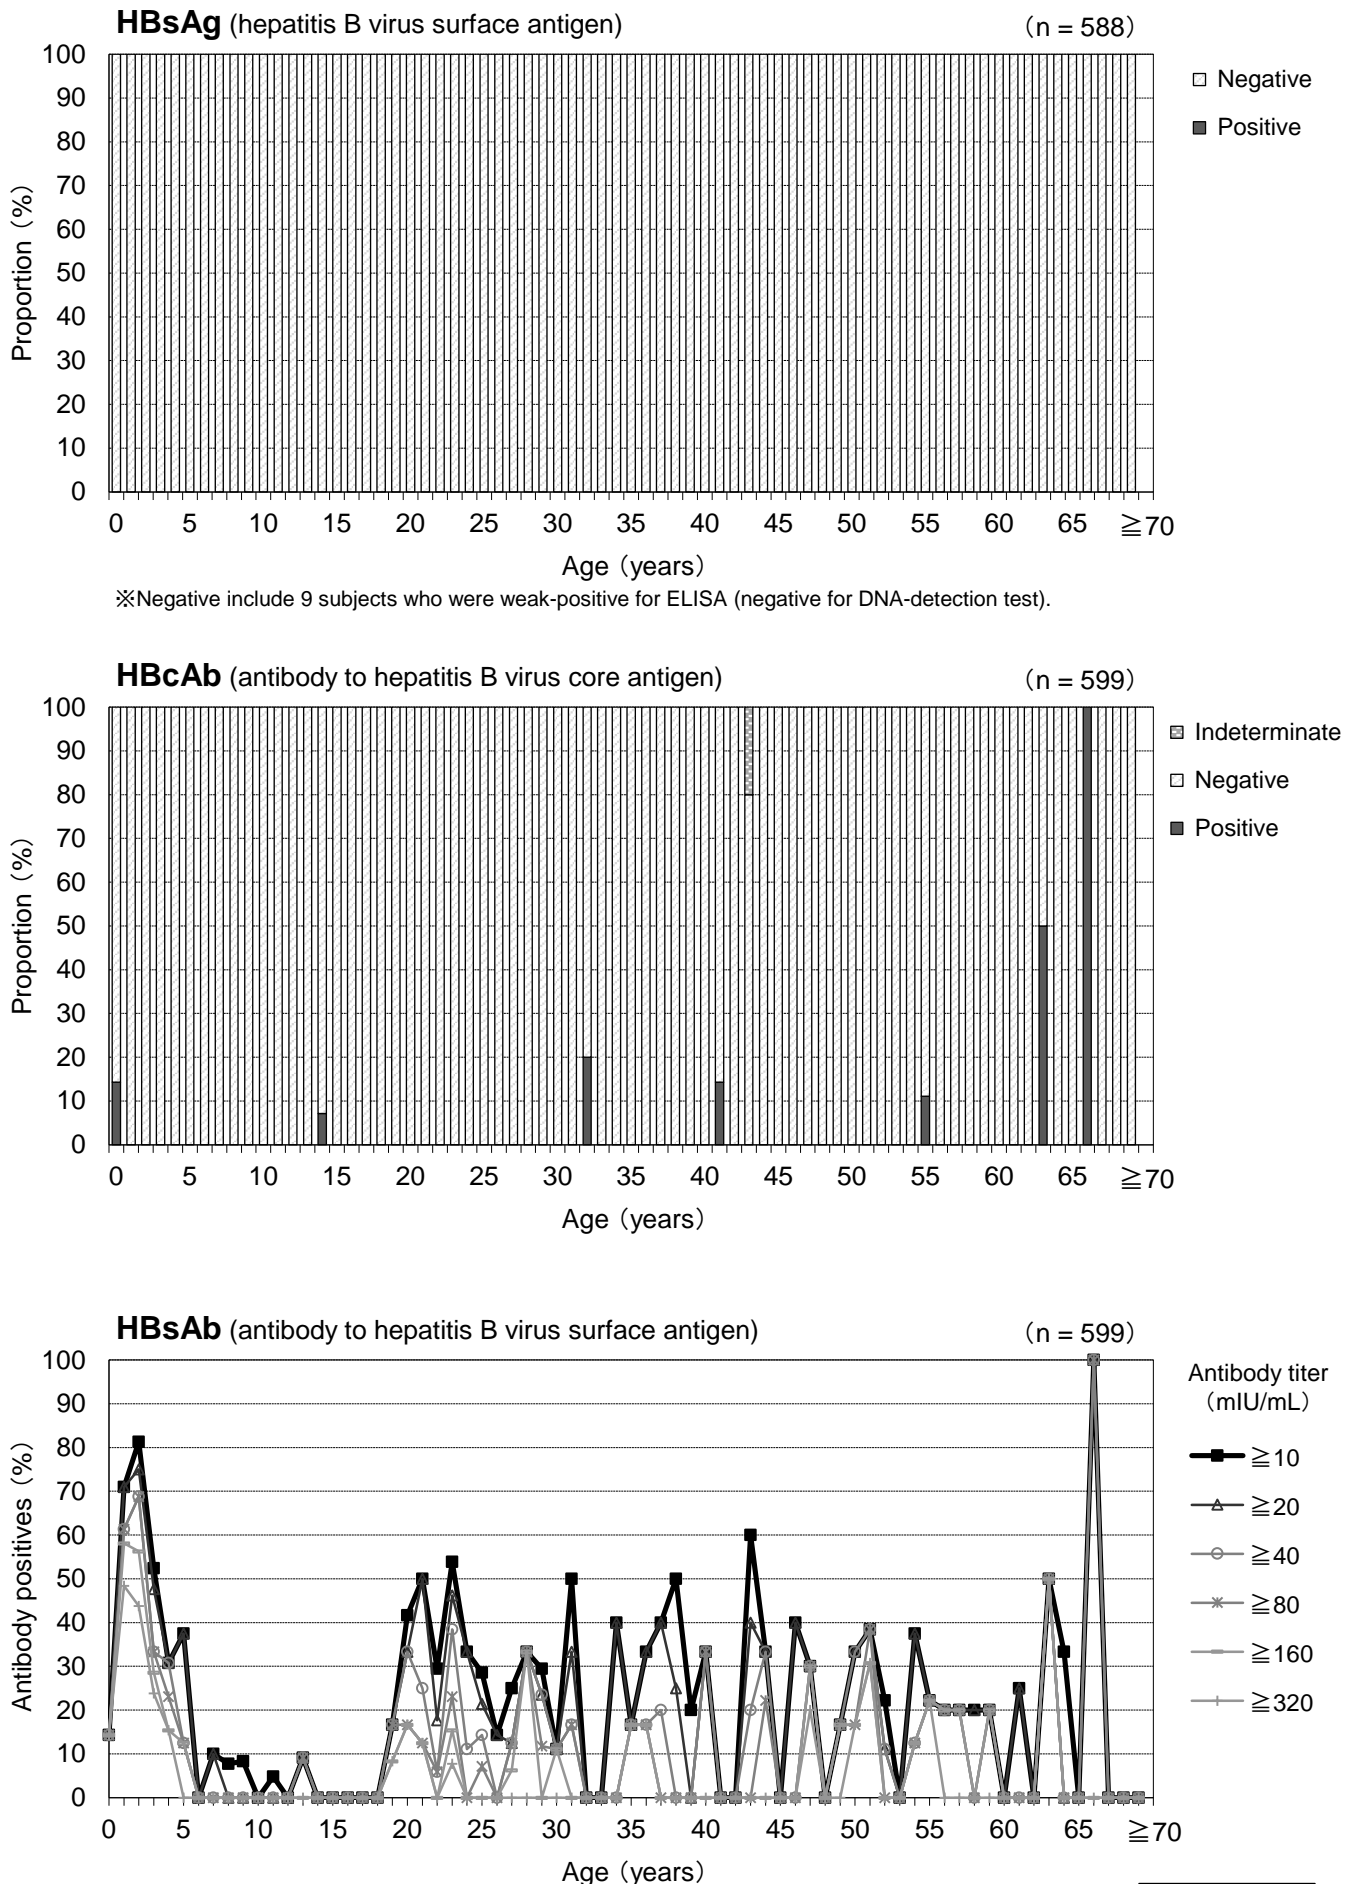 HBsAg (hepatitis B virus surface antigen) （n = 588）
100
90
80
70
60
50
40
30
20
10
0
Proportion（%）
0 5 10 15 20 25 30 35 40 45 50 55 60 65 ≧70
Age（years）
Negative
Positive
※Negative include 9 subjects who were weak-positive for ELISA (negative for DNA-detection test).
HBcAb (antibody to hepatitis B virus core antigen) （n = 599）
100
90
80
70
60
50
40
30
20
10
0
Proportion（%）
0 5 10 15 20 25 30 35 40 45 50 55 60 65 ≧70
Age（years）
Indeterminate
Negative
Positive
HBsAb (antibody to hepatitis B virus surface antigen) （n = 599）
100
90
80
70
60
50
40
30
20
10
0
Antibody positives（%）
0 5 10 15 20 25 30 35 40 45 50 55 60 65 ≧70
Age（years）
Antibody titer
（mIU/mL）
≧10
≧20
≧40
≧80
≧160
≧320